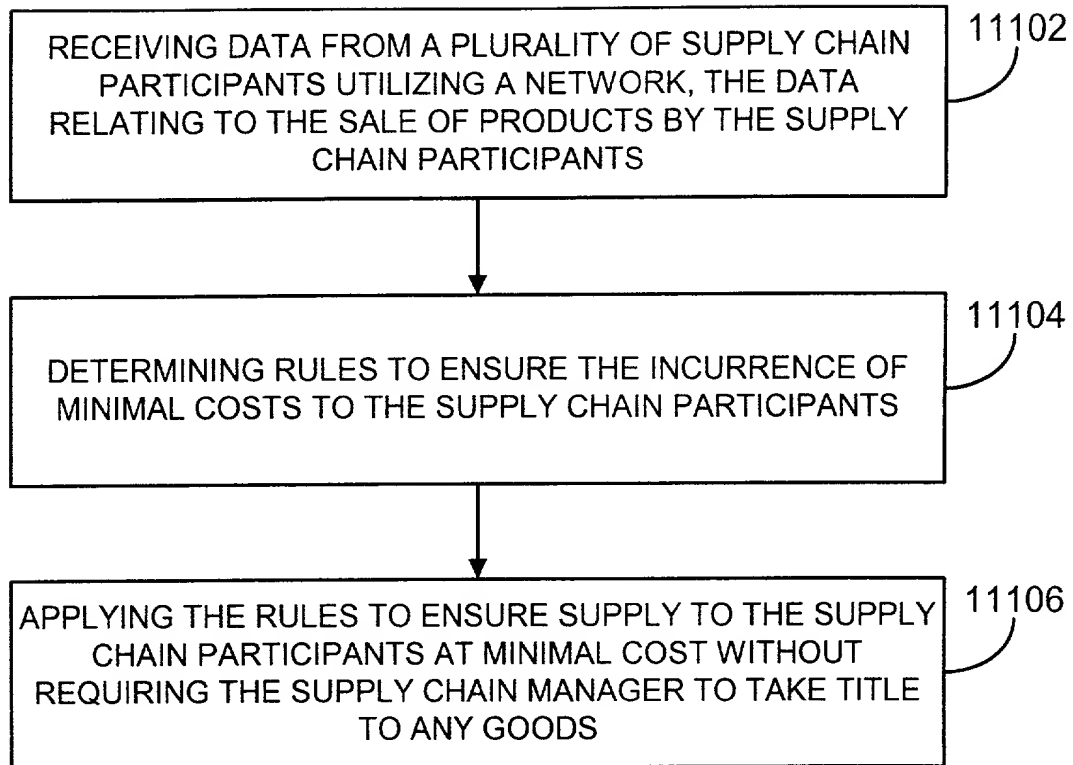 RECEIVING DATA FROM A PLURALITY OF SUPPLY CHAIN
PARTICIPANTS UTILIZING A NETWORK, THE DATA
RELATING TO THE SALE OF PRODUCTS BY THE SUPPLY
CHAIN PARTICIPANTS
11102
DETERMINING RULES TO ENSURE THE INCURRENCE OF
MINIMAL COSTS TO THE SUPPLY CHAIN PARTICIPANTS
11104
APPLYING THE RULES TO ENSURE SUPPLY TO THE SUPPLY
CHAIN PARTICIPANTS AT MINIMAL COST WITHOUT
REQUIRING THE SUPPLY CHAIN MANAGER TO TAKE TITLE
TO ANY GOODS
11106